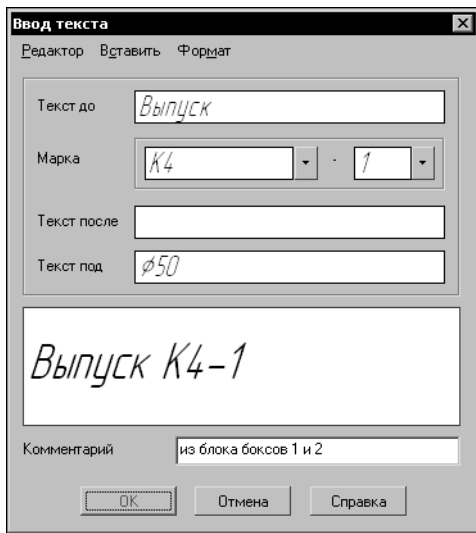 Ввод текста
Редактор Вставить Формат
Текст до Выпуск
Марка К4 - 1
Текст после
Текст под ⌀50
Выпуск К4-1
Комментарий из блока боксов 1 и 2
OK Отмена Справка